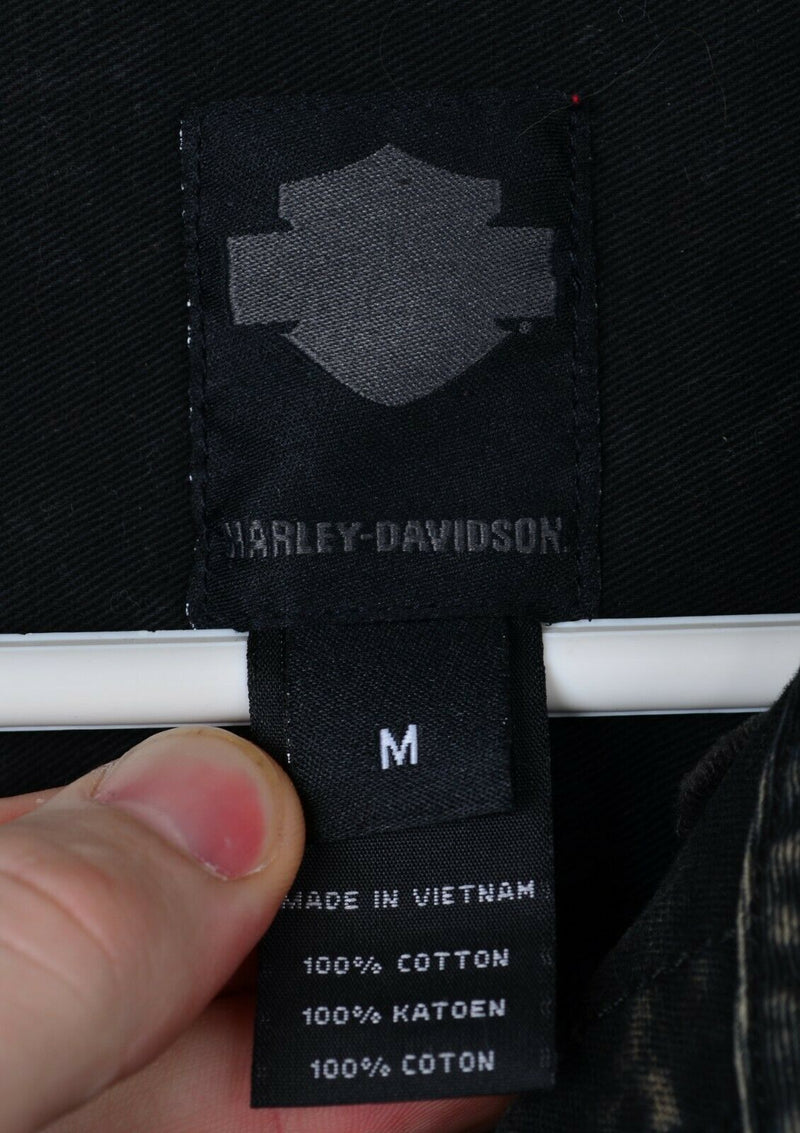 ®
HARLEY-DAVIDSON
M
MADE IN VIETNAM
100% COTTON
100% KATOEN
100% COTON